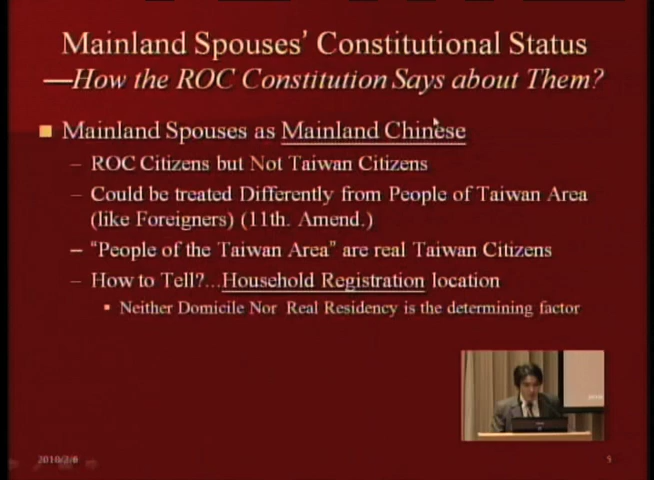 Mainland Spouses' Constitutional Status
—How the ROC Constitution Says about Them?
Mainland Spouses as Mainland Chinese
– ROC Citizens but Not Taiwan Citizens
– Could be treated Differently from People of Taiwan Area
(like Foreigners) (11th. Amend.)
– "People of the Taiwan Area" are real Taiwan Citizens
– How to Tell?...Household Registration location
Neither Domicile Nor Real Residency is the determining factor
5